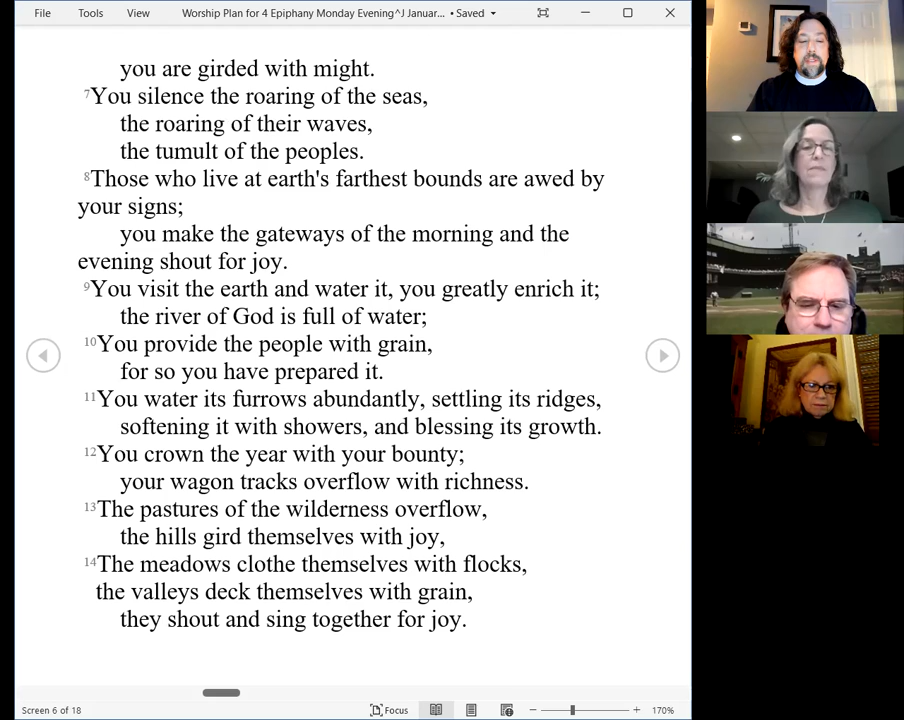 File Tools Worship Plan for 4 Epiphany Monday Evening^J Januar... • Saved
you are girded with might.
7You silence the roaring of the seas,
the roaring of their waves,
the tumult of the peoples.
8Those who live at earth's farthest bounds are awed by
your signs;
you make the gateways of the morning and the
evening shout for joy.
9You visit the earth and water it, you greatly enrich it;
the river of God is full of water;
10You provide the people with grain,
for so you have prepared it.
11You water its furrows abundantly, settling its ridges,
softening it with showers, and blessing its growth.
12You crown the year with your bounty;
your wagon tracks overflow with richness.
13The pastures of the wilderness overflow,
the hills gird themselves with joy,
14The meadows clothe themselves with flocks,
the valleys deck themselves with grain,
they shout and sing together for joy.
Screen 6 of 18 Focus 170%